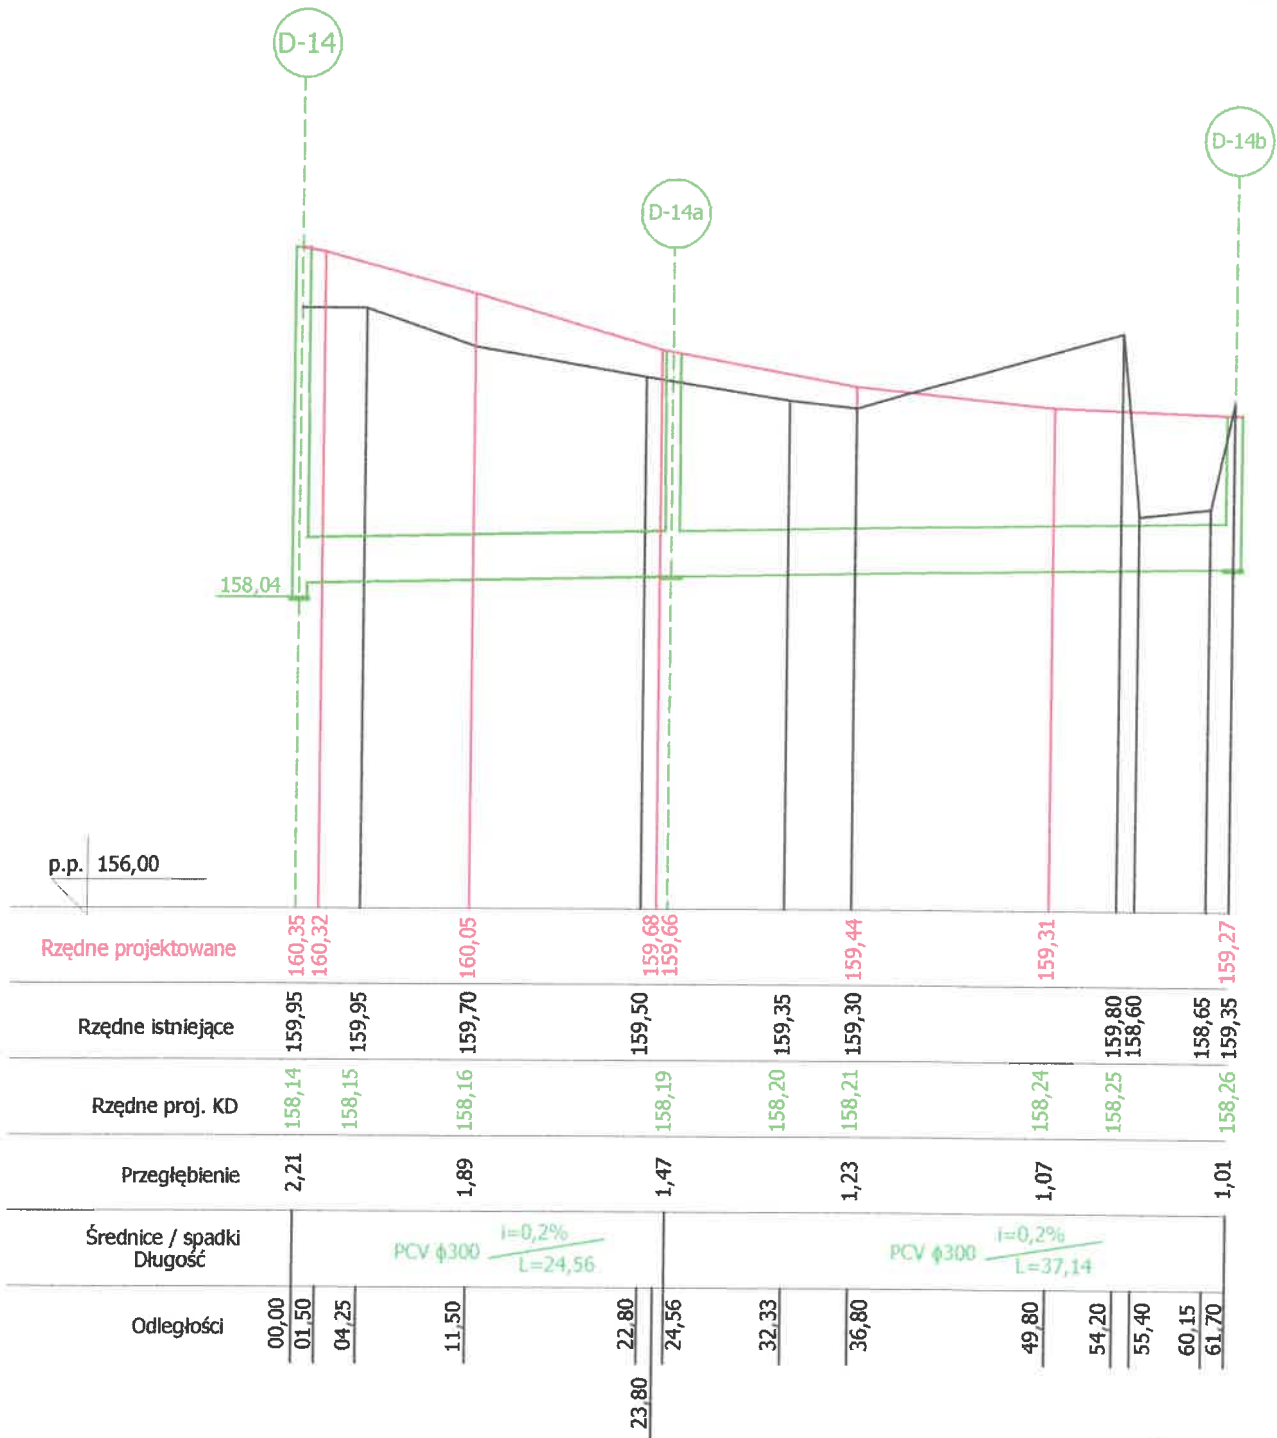 D-14
D-14b
D-14a
158,04
p.p. 156,00
Rzędne projektowane
160,35 160,32 160,05 159,68 159,66 159,44 159,31 159,27
Rzędne istniejące
159,95 159,95 159,70 159,50 159,35 159,30 159,80 158,60 158,65 159,35
Rzędne proj. KD
158,14 158,15 158,16 158,19 158,20 158,21 158,24 158,25 158,26
Przegłębienie
2,21 1,89 1,47 1,23 1,07 1,01
Średnice / spadki
Długość
PCV ϕ300 i=0,2%
L=24,56
PCV ϕ300 i=0,2%
L=37,14
Odległości
00,00 01,50 04,25 11,50 22,80 23,80 24,56 32,33 36,80 49,80 54,20 55,40 60,15 61,70